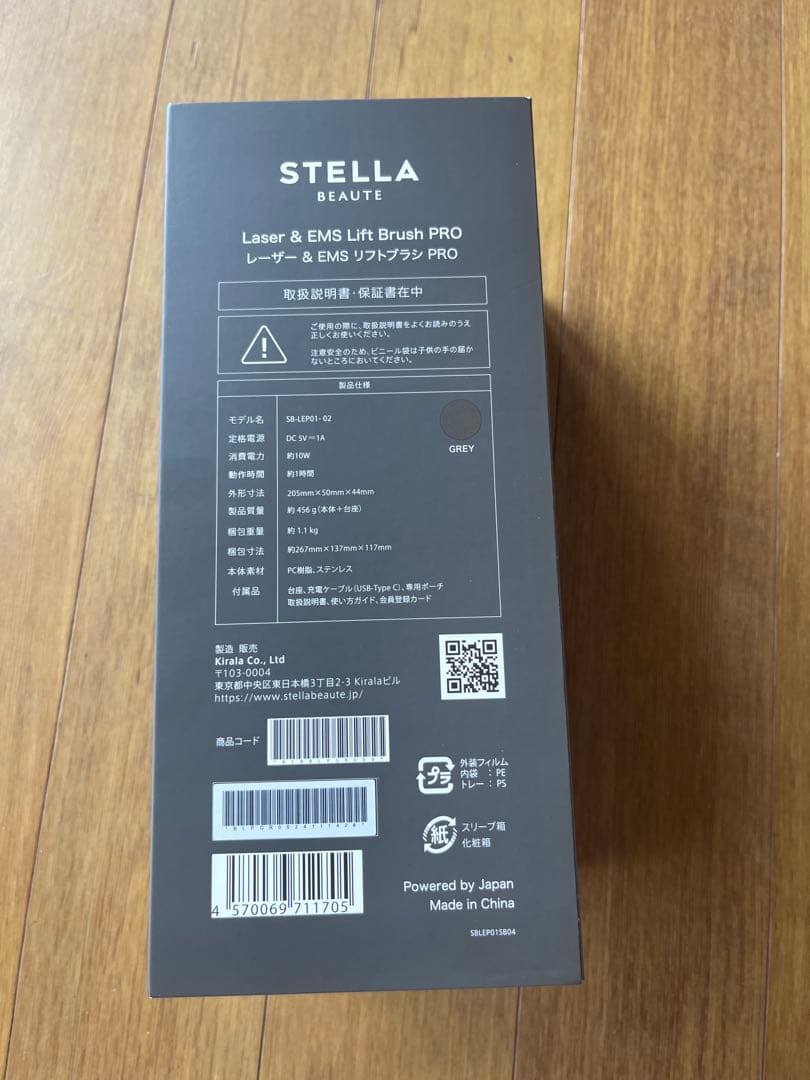 STELLA
BEAUTE
Laser & EMS Lift Brush PRO
レーザー & EMS リフトブラシ PRO
取扱説明書・保証書在中
ご使用の際に、取扱説明書をよくお読みのうえ
正しくお使いください。
注意安全のため、ビニール袋は子供の手の届か
ないところにおいてください。
製品仕様
モデル名 SB-LEP01- 02
定格電源 DC 5V⎓1A
消費電力 約10W
動作時間 約1時間
外形寸法 205mm×50mm×44mm
製品質量 約 456 g（本体＋台座）
梱包重量 約 1.1 kg
梱包寸法 約267mm×137mm×117mm
本体素材 PC樹脂、ステンレス
付属品 台座、充電ケーブル（USB-Type C）、専用ポーチ
取扱説明書、使い方ガイド、会員登録カード
GREY
製造 販売
Kirala Co., Ltd
〒103-0004
東京都中央区東日本橋3丁目2-3 Kiralaビル
https://www.stellabeaute.jp/
商品コード
プラ
外装フィルム
内袋 : PE
トレー : PS
紙
スリーブ箱
化粧箱
4 570069 711705
Powered by Japan
Made in China
SBLEP01SB04